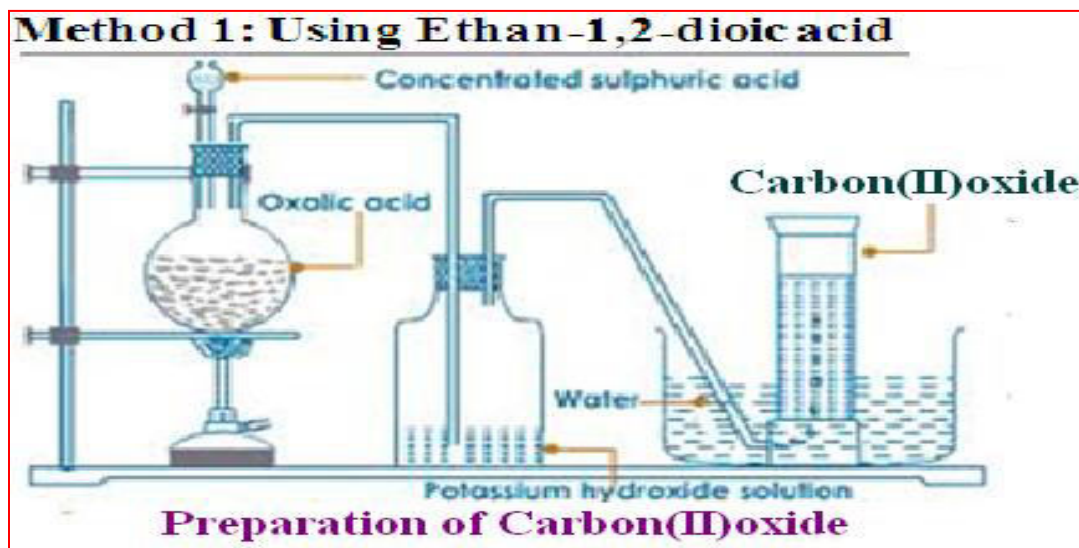 Method 1: Using Ethan-1,2-dioic acid
Concentrated sulphuric acid
Carbon(II)oxide
Oxalic acid
Water
Potassium hydroxide solution
Preparation of Carbon(II)oxide